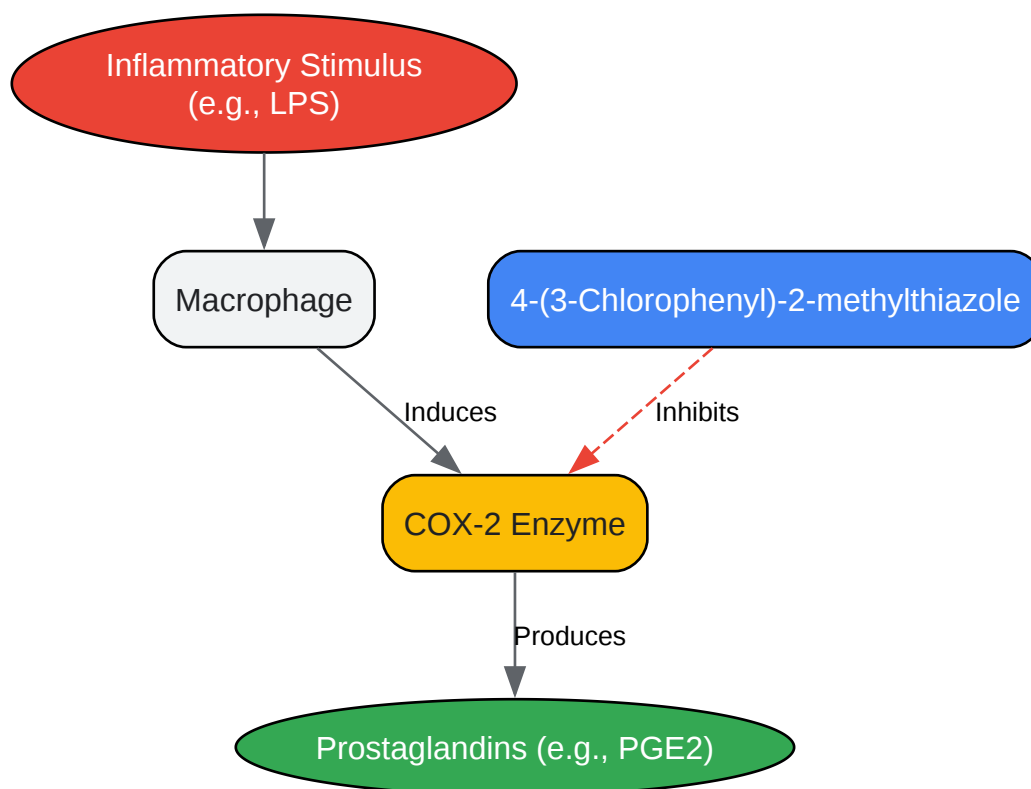 Inflammatory Stimulus
(e.g., LPS)
Macrophage
4-(3-Chlorophenyl)-2-methylthiazole
Induces
Inhibits
COX-2 Enzyme
Produces
Prostaglandins (e.g., PGE2)